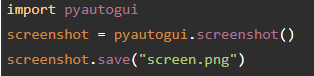 import pyautogui
screenshot = pyautogui.screenshot()
screenshot.save("screen.png")